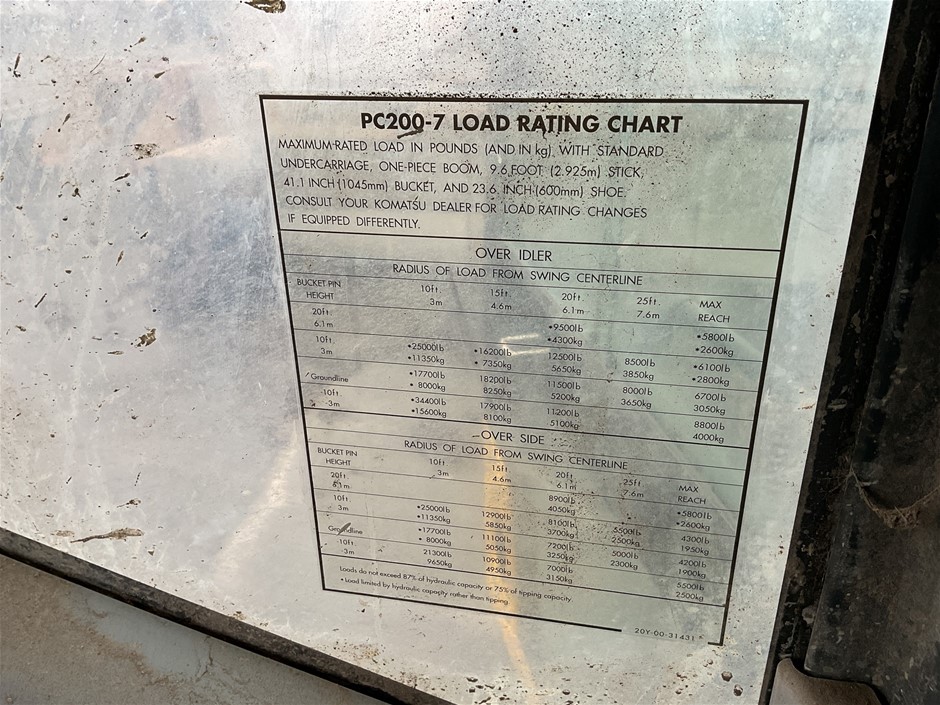 PC200-7 LOAD RATING CHART
MAXIMUM-RATED LOAD IN POUNDS (AND IN kg) WITH STANDARD
UNDERCARRIAGE, ONE-PIECE BOOM, 9.6 FOOT (2.925m) STICK,
41.1 INCH (1045mm) BUCKET, AND 23.6 INCH (600mm) SHOE.
CONSULT YOUR KOMATSU DEALER FOR LOAD RATING CHANGES
IF EQUIPPED DIFFERENTLY.
OVER IDLER
RADIUS OF LOAD FROM SWING CENTERLINE
BUCKET PIN 10ft. 15ft. 20ft. 25ft. MAX
HEIGHT 3m 4.6m 6.1m 7.6m REACH
20ft. •9500lb •5800lb
6.1m •4300kg •2600kg
10ft. •25000lb •16200lb 12500lb 8500lb •6100lb
3m •11350kg • 7350kg 5650kg 3850kg •2800kg
Groundline •17700lb 18200lb 11500lb 8000lb 6700lb
• 8000kg 8250kg 5200kg 3650kg 3050kg
-10ft. •34400lb 17900lb 11200lb 8800lb
-3m •15600kg 8100kg 5100kg 4000kg
OVER SIDE
RADIUS OF LOAD FROM SWING CENTERLINE
BUCKET PIN 10ft. 15ft. 20ft. 25ft. MAX
HEIGHT 3m 4.6m 6.1m 7.6m REACH
20ft. 8900lb •5800lb
6.1m 4050kg •2600kg
10ft. •25000lb 12900lb 8100lb 5500lb 4300lb
3m •11350kg 5850kg 3700kg 2500kg 1950kg
Groundline •17700lb 11100lb 7200lb 5000lb 4200lb
• 8000kg 5050kg 3250kg 2300kg 1900kg
-10ft. 21300lb 10900lb 7000lb 5500lb
-3m 9650kg 4950kg 3150kg 2500kg
Loads do not exceed 87% of hydraulic capacity or 75% of tipping capacity.
• Load limited by hydraulic capacity rather than tipping.
20Y-00-31431